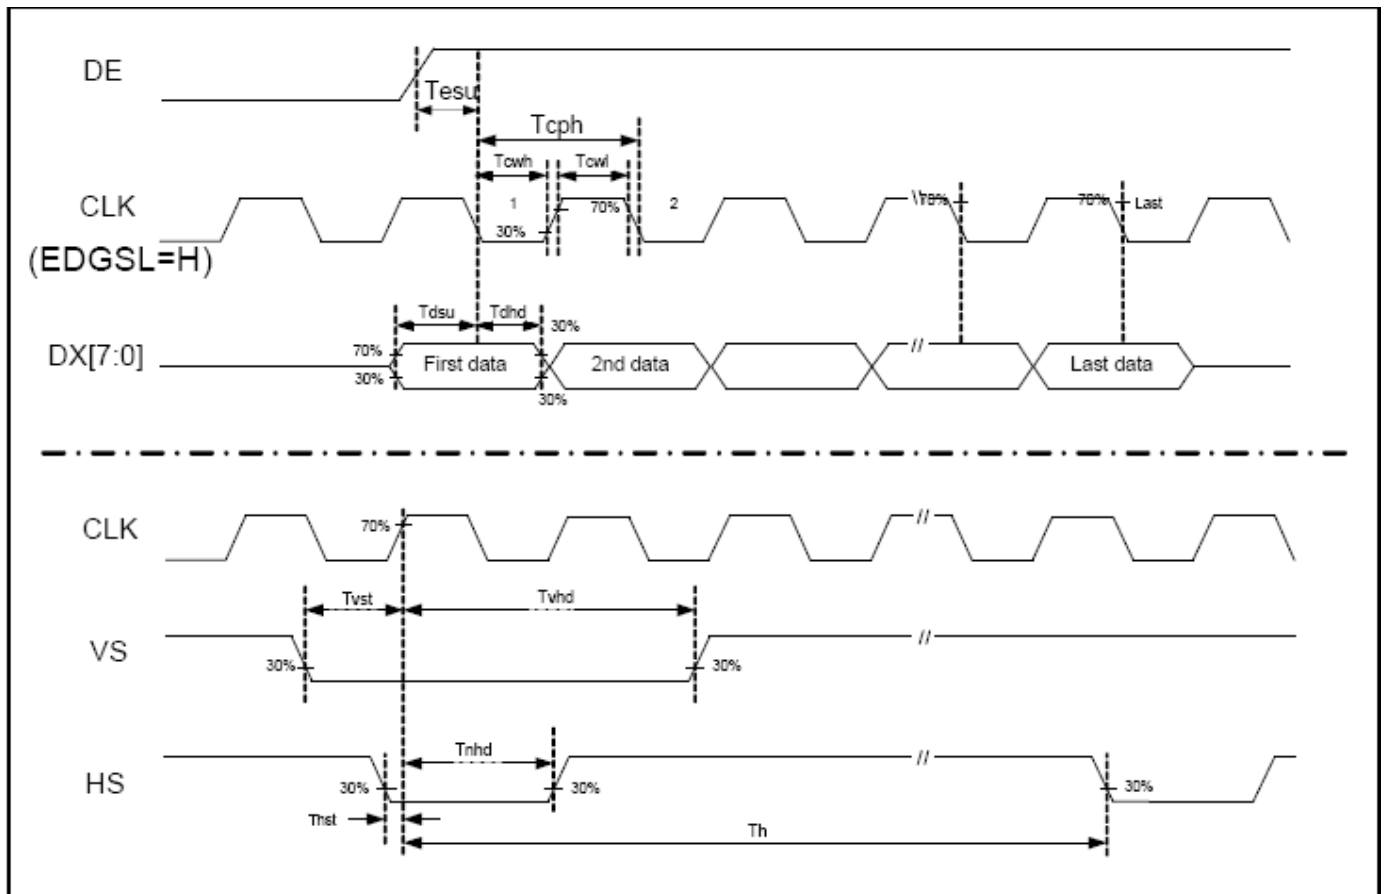 DE
Tesu
Tcph
Tcwh
Tcwl
CLK
1
70%
2
70%
70%
Last
30%
(EDGSL=H)
Tdsu
Tdhd
30%
DX[7:0]
70%
First data
2nd data
//
Last data
30%
30%
CLK
70%
//
Tvst
Tvhd
VS
//
30%
30%
Tnhd
//
HS
30%
30%
30%
Thst
Th